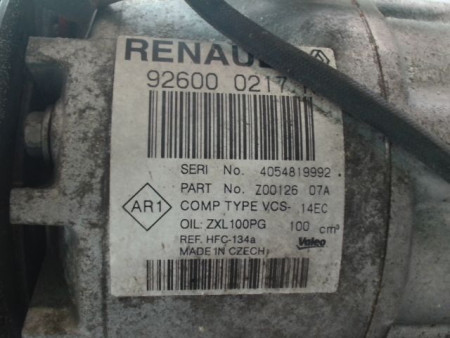 RENAUL
92600 0217
SERI No. 4054819992
PART No. Z00126 07A
AR1
COMP TYPE VCS- 14EC
OIL: ZXL100PG 100 cm³
REF. HFC-134a
MADE IN CZECH
Valeo